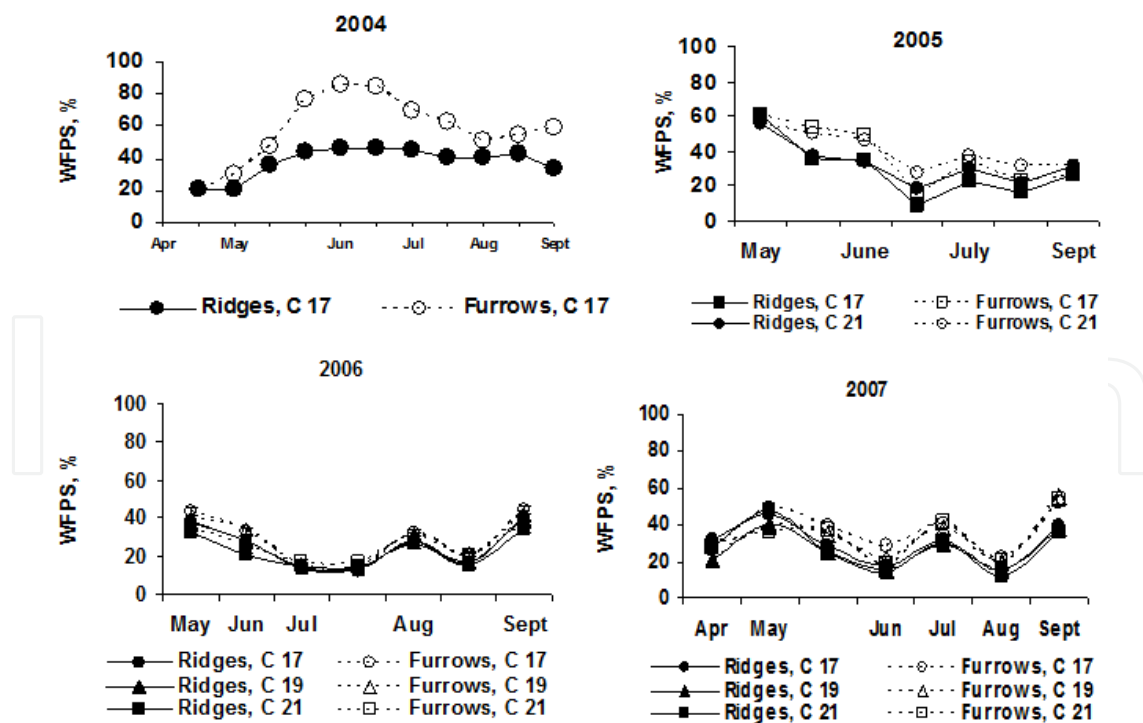 2004
100
80
60
40
20
0
WFPS, %
Apr May Jun Jul Aug Sept
Ridges, C 17 Furrows, C 17
2005
100
80
60
40
20
0
WFPS, %
May June July Sept
Ridges, C 17 Furrows, C 17
Ridges, C 21 Furrows, C 21
2006
100
80
60
40
20
0
WFPS, %
May Jun Jul Aug Sept
Ridges, C 17 Furrows, C 17
Ridges, C 19 Furrows, C 19
Ridges, C 21 Furrows, C 21
2007
100
80
60
40
20
0
WFPS, %
Apr May Jun Jul Aug Sept
Ridges, C 17 Furrows, C 17
Ridges, C 19 Furrows, C 19
Ridges, C 21 Furrows, C 21